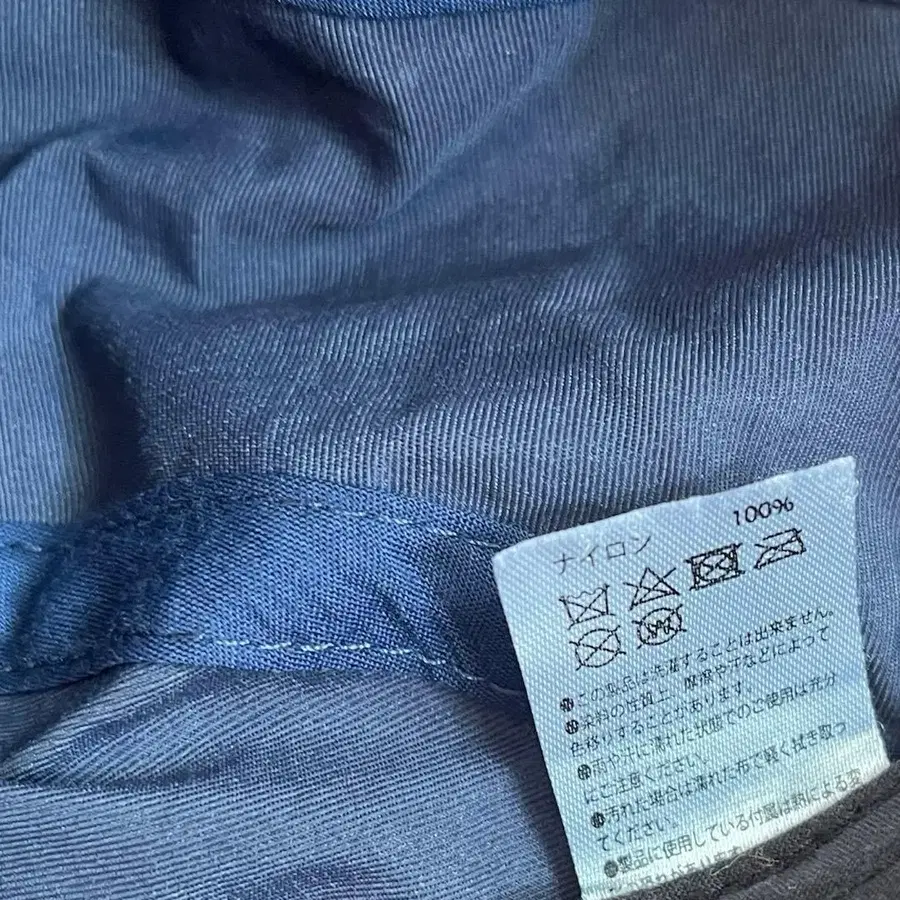 ナイロン 100%
●この製品は洗濯することは出来ません。
●染料の性質上、摩擦や汗などによって
色移りすることがあります。
●雨や汗に濡れた状態でのご使用は充分
にご注意ください。
●汚れた場合は濡れた布で軽く拭き取っ
てください。
●製品に使用している付属は熱による変